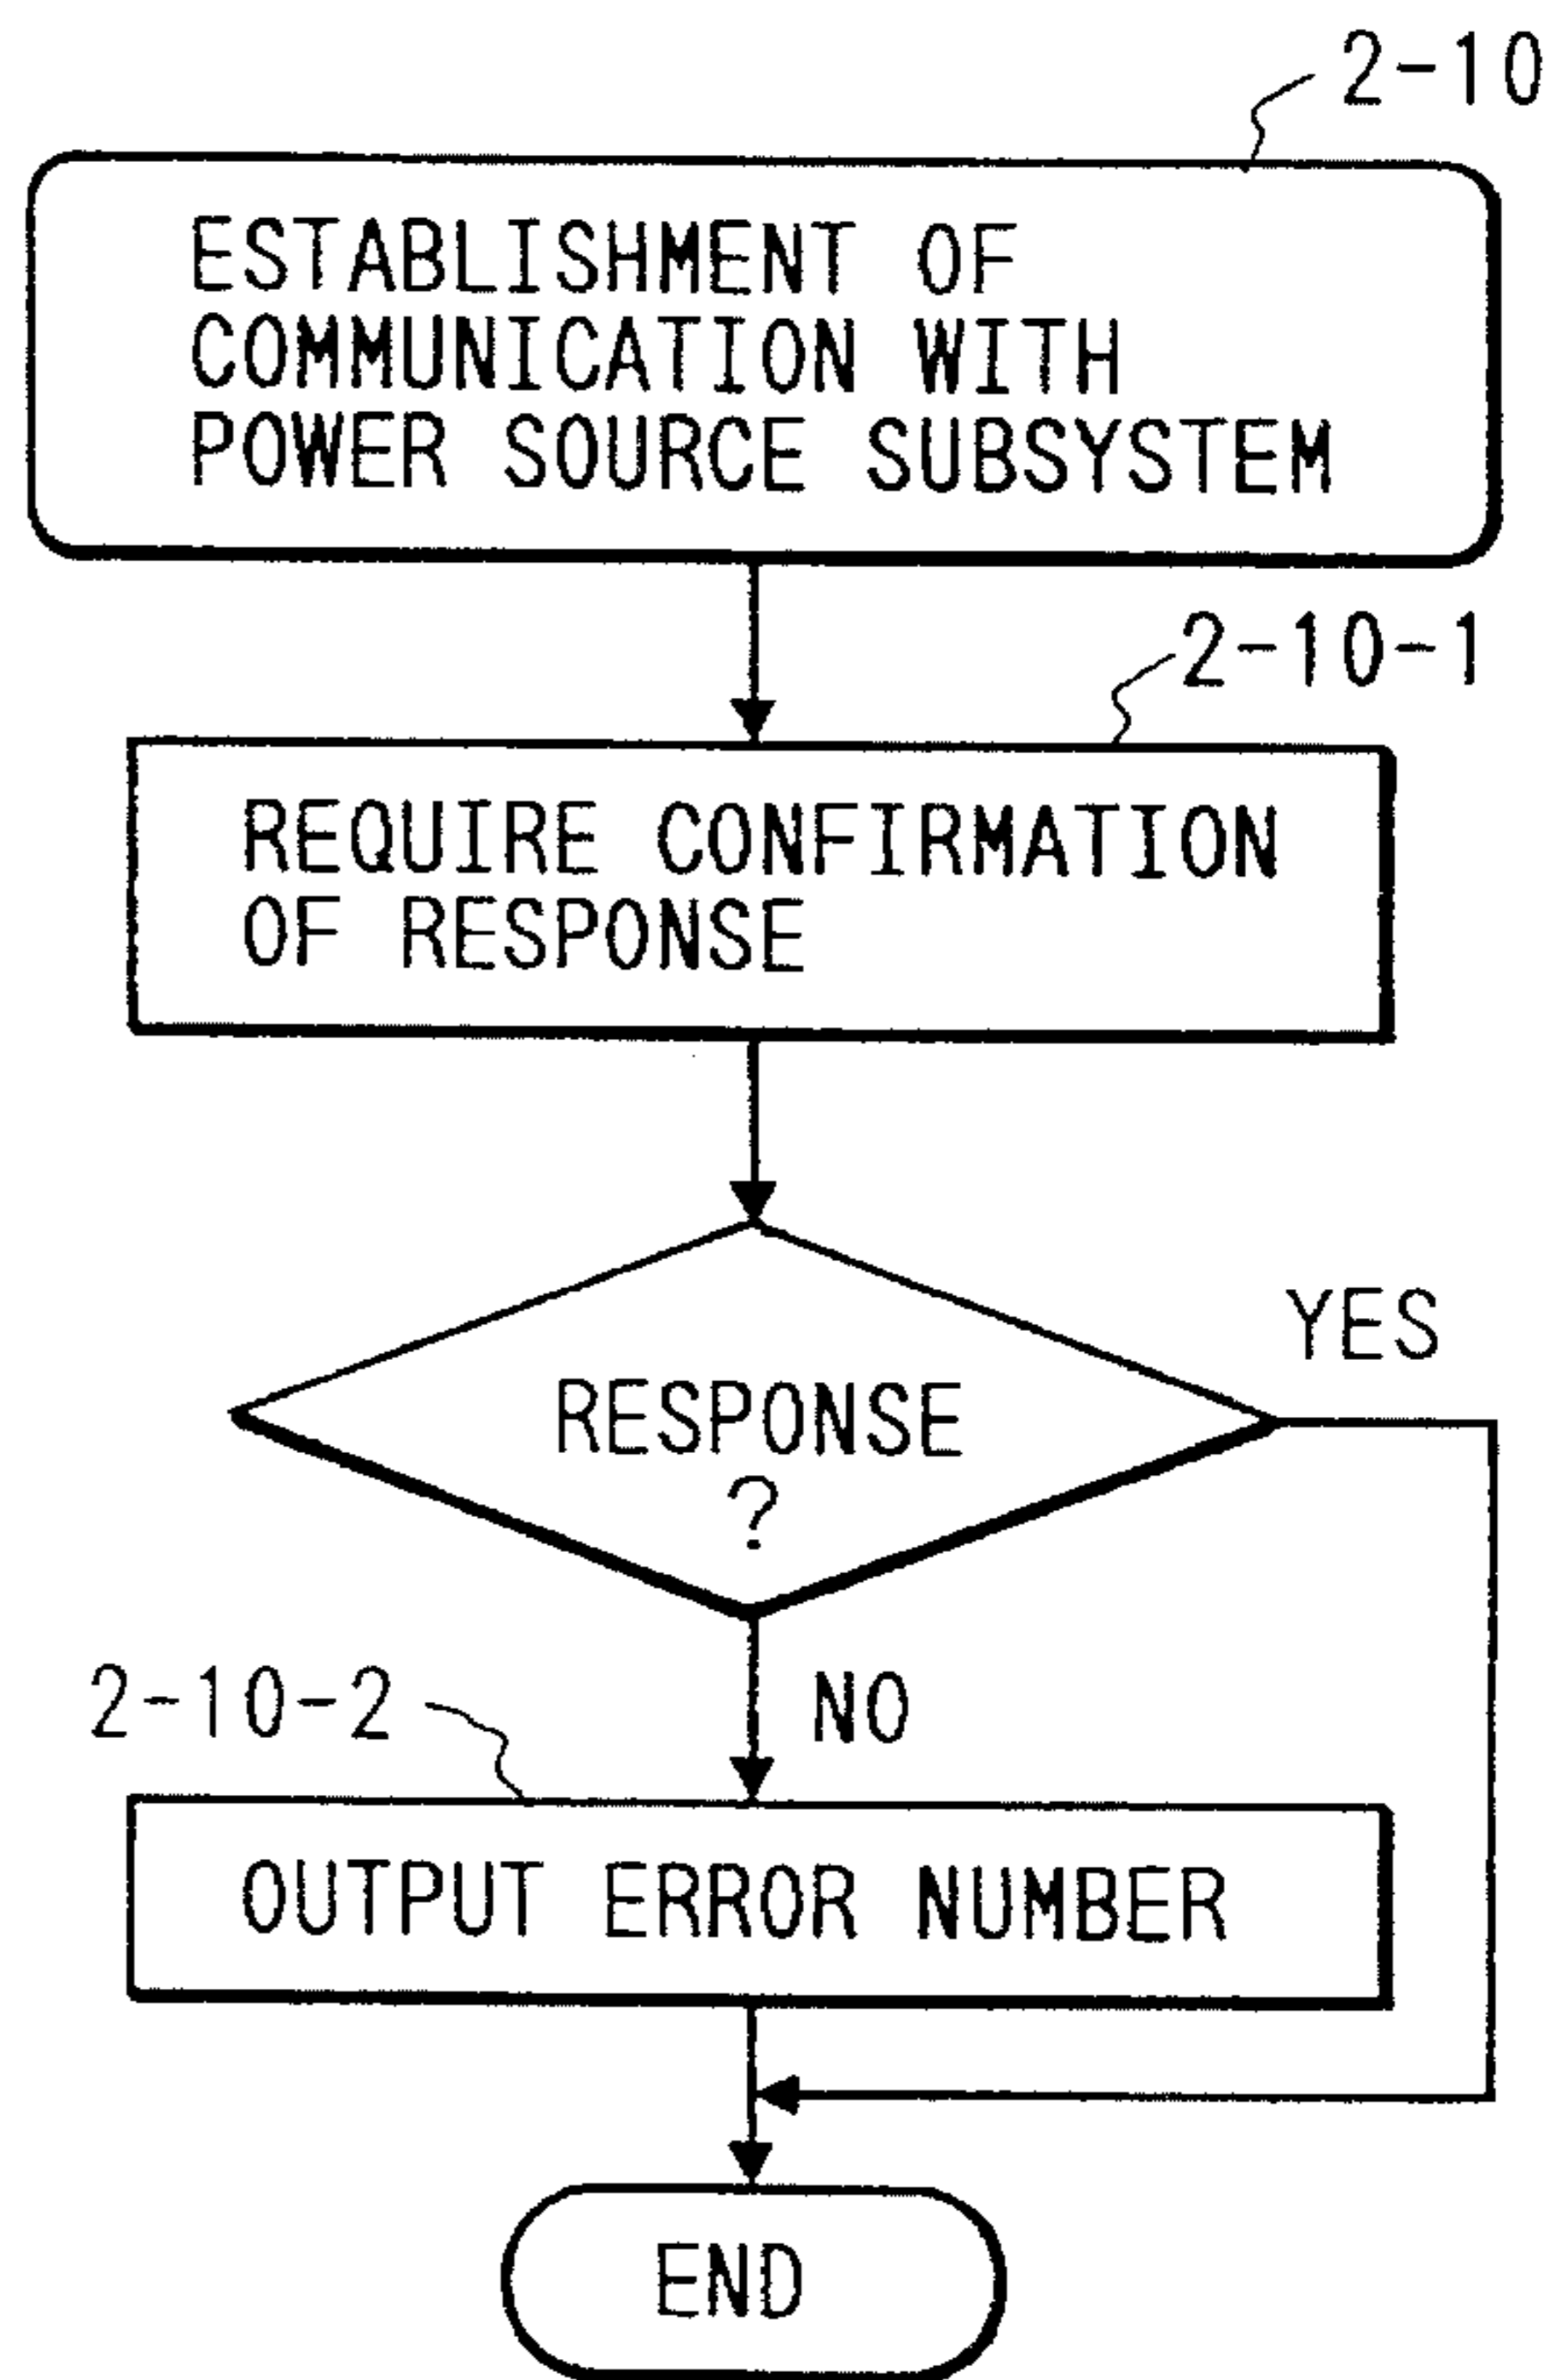 2-10
ESTABLISHMENT OF
COMMUNICATION WITH
POWER SOURCE SUBSYSTEM
2-10-1
REQUIRE CONFIRMATION
OF RESPONSE
YES
RESPONSE
?
2-10-2
NO
OUTPUT ERROR NUMBER
END